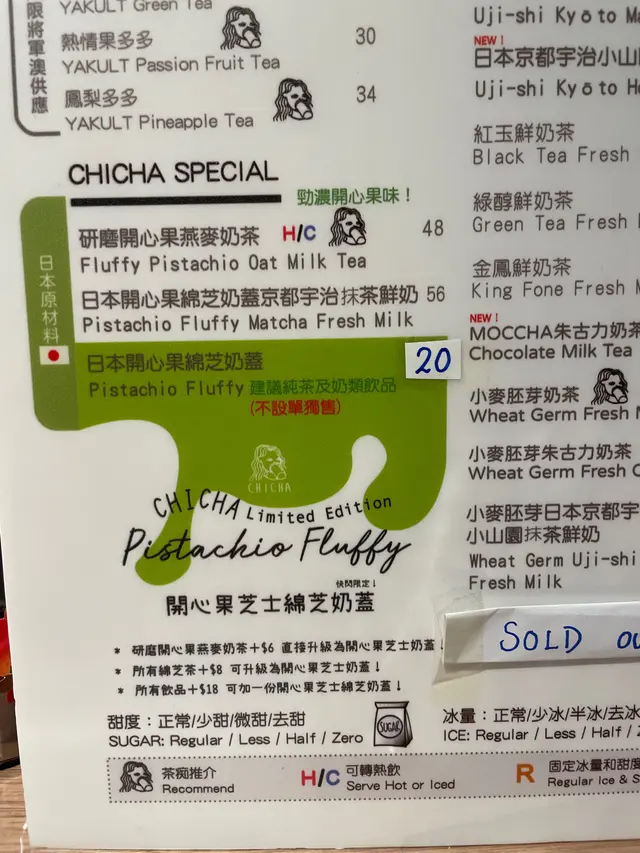 YAKULT Green Tea
熱情果多多 30
YAKULT Passion Fruit Tea
鳳梨多多 34
YAKULT Pineapple Tea
限將軍澳供應
CHICHA SPECIAL
勁濃開心果味！
研磨開心果燕麥奶茶 H/C 48
Fluffy Pistachio Oat Milk Tea
日本開心果綿芝奶蓋京都宇治抹茶鮮奶 56
Pistachio Fluffy Matcha Fresh Milk
日本原材料
日本開心果綿芝奶蓋 20
Pistachio Fluffy 建議純茶及奶類飲品
(不設單獨售)
CHICHA
CHICHA Limited Edition
Pistachio Fluffy
快閃限定！
開心果芝士綿芝奶蓋
* 研磨開心果燕麥奶茶+$6 直接升級為開心果芝士奶蓋！
* 所有綿芝茶+$8 可升級為開心果芝士奶蓋！
* 所有飲品+$18 可加一份開心果芝士綿芝奶蓋！
甜度：正常/少甜/微甜/去甜
SUGAR: Regular / Less / Half / Zero
SUGAR
茶痴推介
Recommend
H/C 可轉熱飲
Serve Hot or Iced
Uji-shi Kyōto Ma
NEW!
日本京都宇治小山
Uji-shi Kyōto Ho
紅玉鮮奶茶
Black Tea Fresh
綠醇鮮奶茶
Green Tea Fresh
金鳳鮮奶茶
King Fone Fresh M
NEW!
MOCCHA朱古力奶茶
Chocolate Milk Tea
小麥胚芽奶茶
Wheat Germ Fresh M
小麥胚芽朱古力奶茶
Wheat Germ Fresh C
小麥胚芽日本京都宇
小山園抹茶鮮奶
Wheat Germ Uji-shi
Fresh Milk
SOLD ou
冰量：正常/少冰/半冰/去冰
ICE: Regular / Less / Half / Z
R 固定冰量和甜度
Regular Ice & S